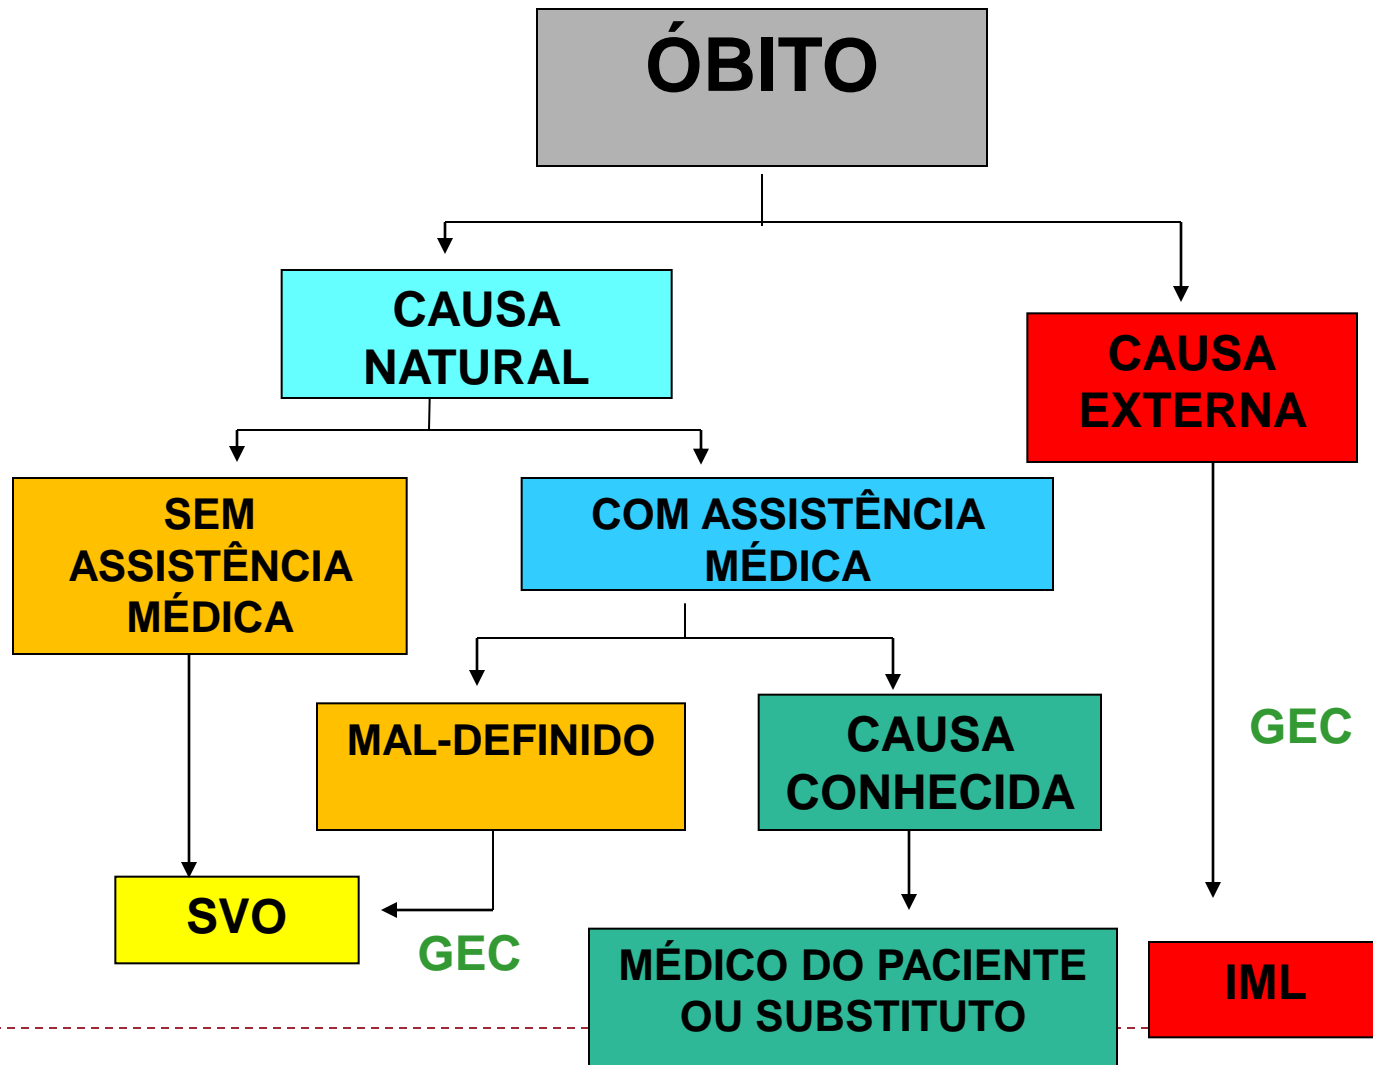 ÓBITO
CAUSA
NATURAL
CAUSA
EXTERNA
SEM
ASSISTÊNCIA
MÉDICA
COM ASSISTÊNCIA
MÉDICA
MAL-DEFINIDO
CAUSA
CONHECIDA
GEC
SVO
GEC
MÉDICO DO PACIENTE
OU SUBSTITUTO
IML